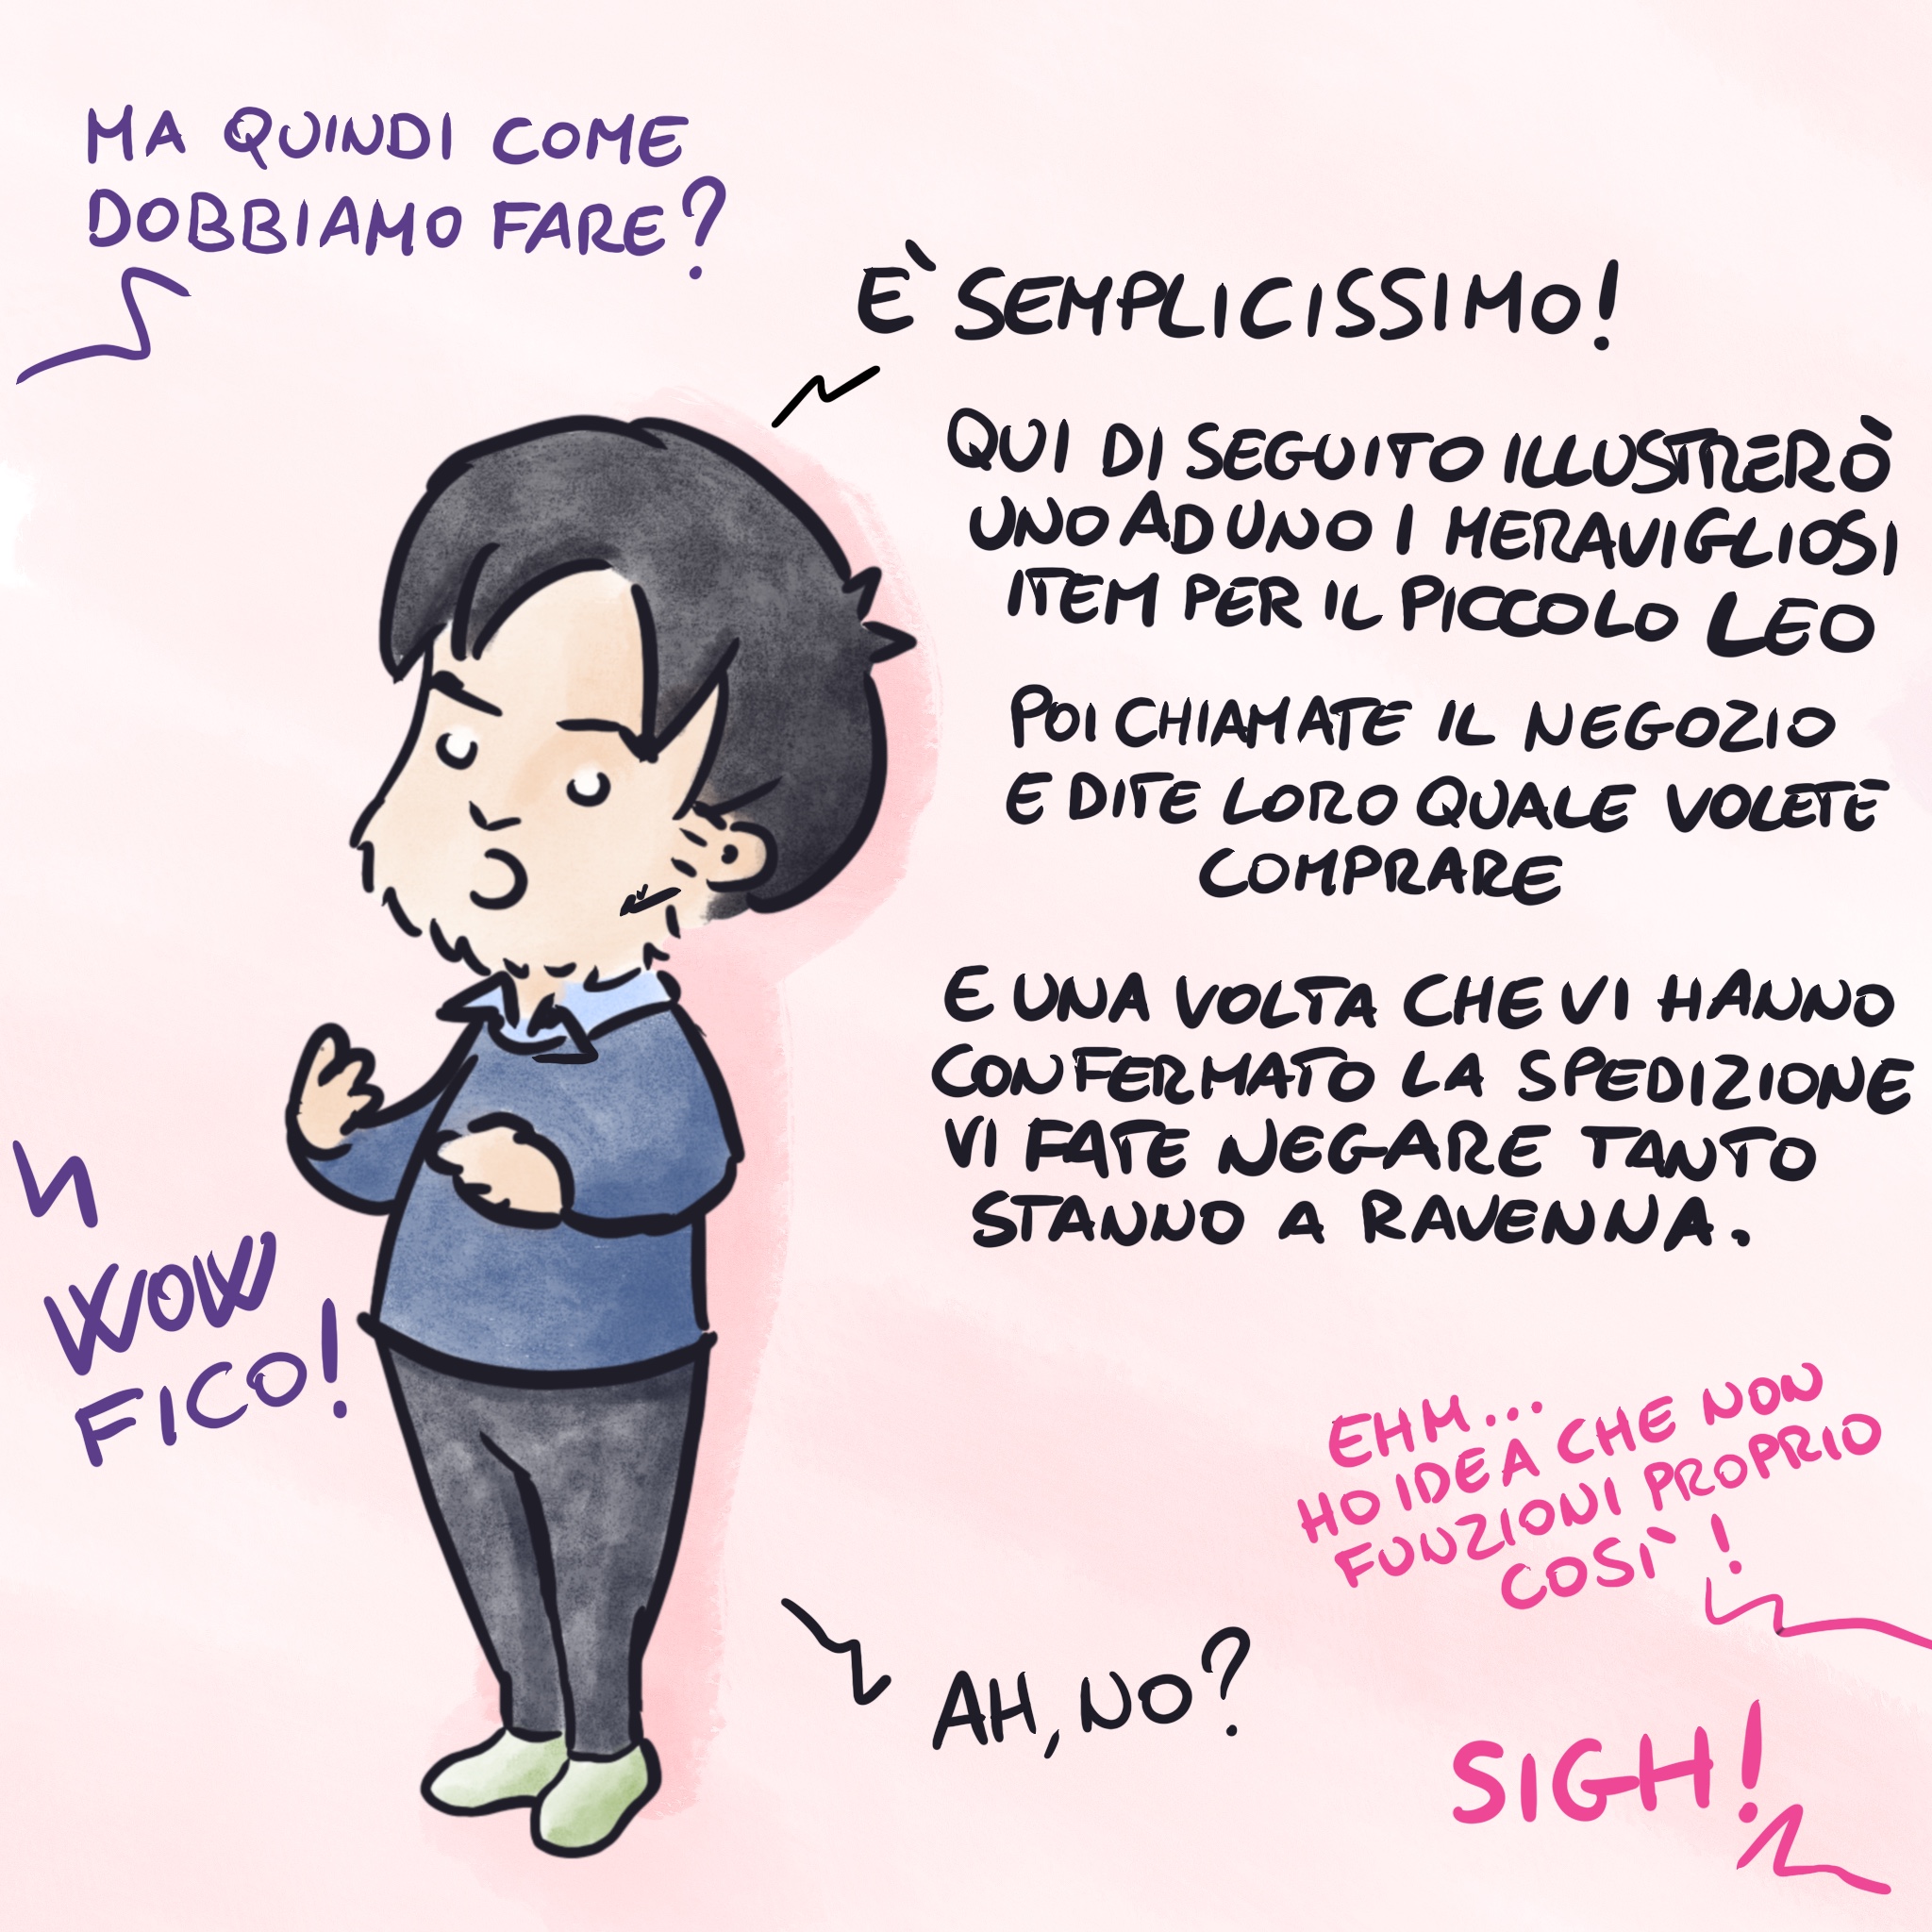 MA QUINDI COME
DOBBIAMO FARE?
È SEMPLICISSIMO!
QUI DI SEGUITO ILLUSTRERÒ
UNO AD UNO I MERAVIGLIOSI
ITEM PER IL PICCOLO LEO
POI CHIAMATE IL NEGOZIO
E DITE LORO QUALE VOLETE
COMPRARE
E UNA VOLTA CHE VI HANNO
CONFERMATO LA SPEDIZIONE
VI FATE NEGARE TANTO
STANNO A RAVENNA.
WOW
FICO!
EHM...
HO IDEA CHE NON
FUNZIONI PROPRIO
COSÌ!
AH, NO?
SIGH!